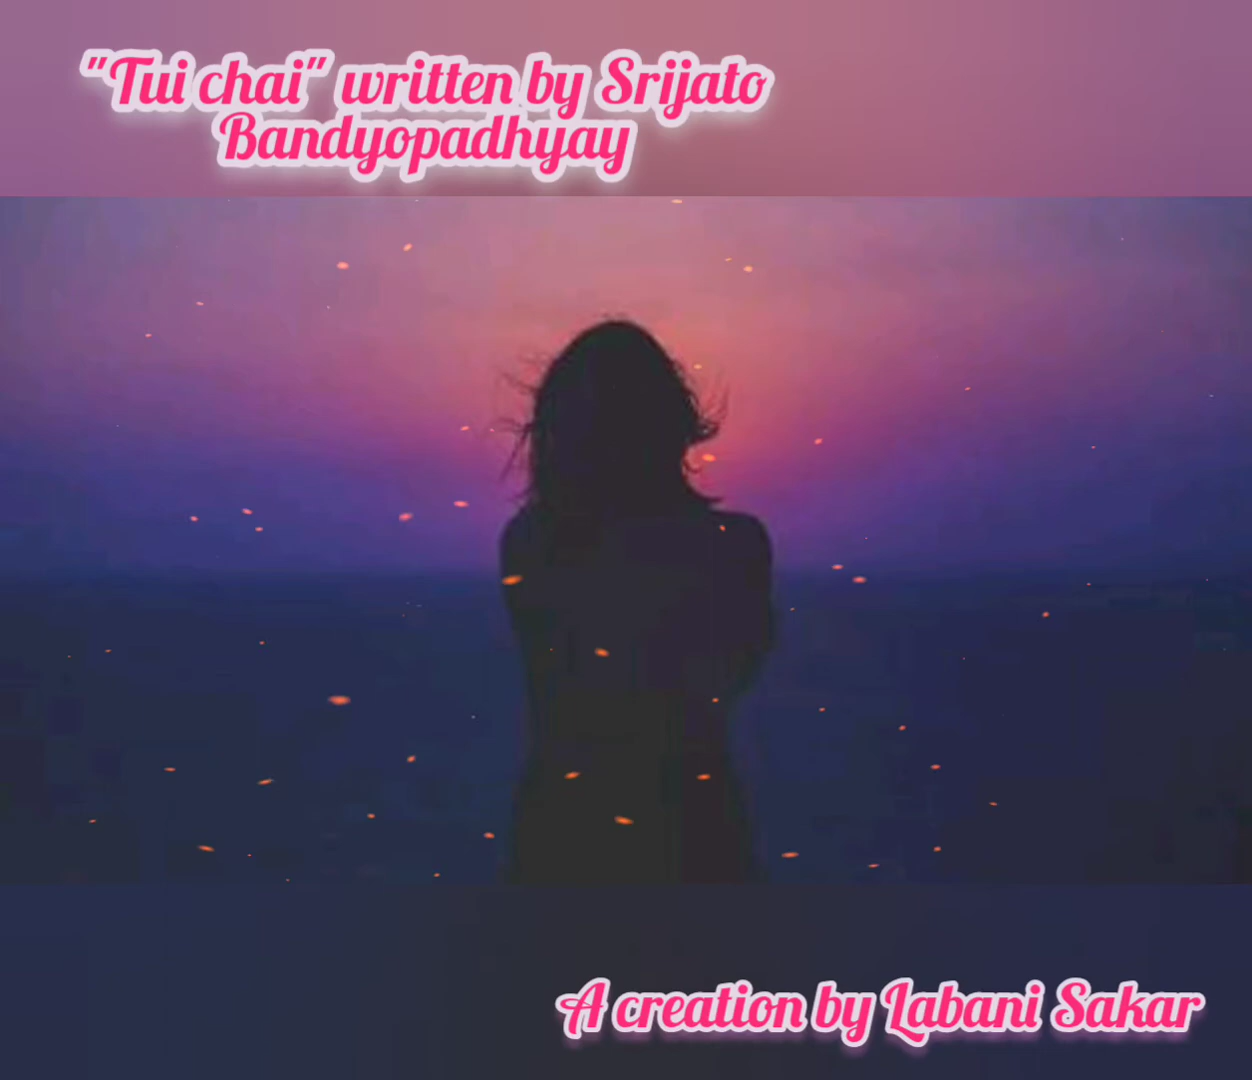 "Tui chai" written by Srijato
Bandyopadhyay
A creation by Labani Sakar